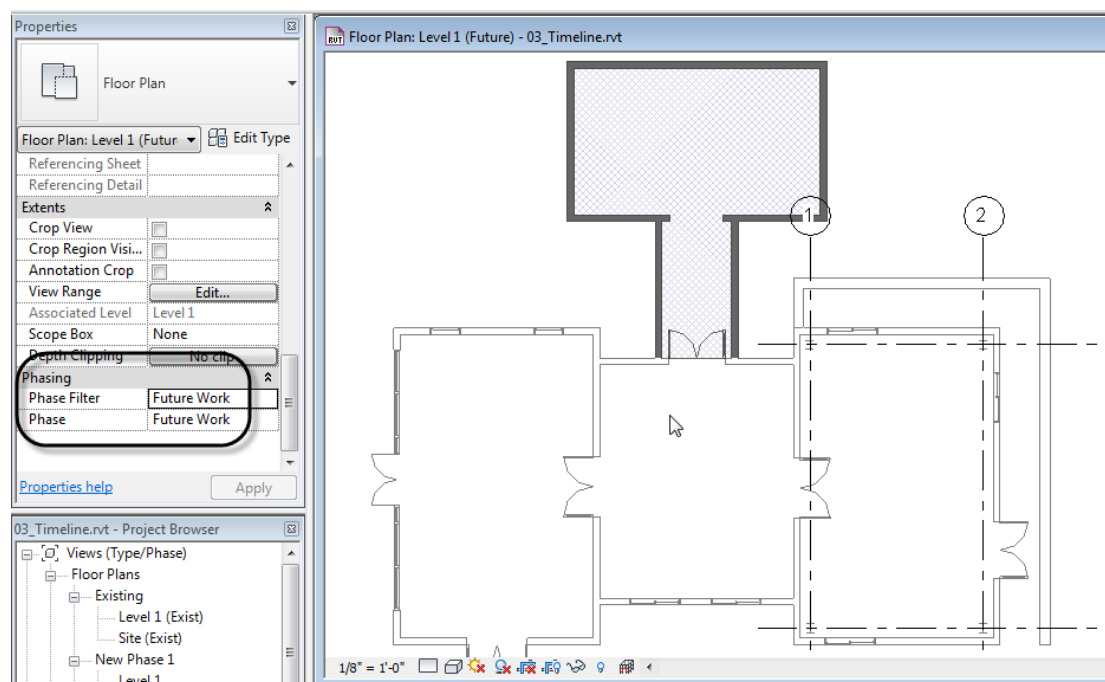 Properties
Floor Plan
Floor Plan: Level 1 (Futur
Edit Type
Referencing Sheet
Referencing Detail
Extents
Crop View
Crop Region Visi...
Annotation Crop
View Range Edit...
Associated Level Level 1
Scope Box None
Depth Clipping No clip
Phasing
Phase Filter Future Work
Phase Future Work
Properties help
Apply
03_Timeline.rvt - Project Browser
Views (Type/Phase)
Floor Plans
Existing
Level 1 (Exist)
Site (Exist)
New Phase 1
Level 1
RVT Floor Plan: Level 1 (Future) - 03_Timeline.rvt
1
2
1/8" = 1'-0"